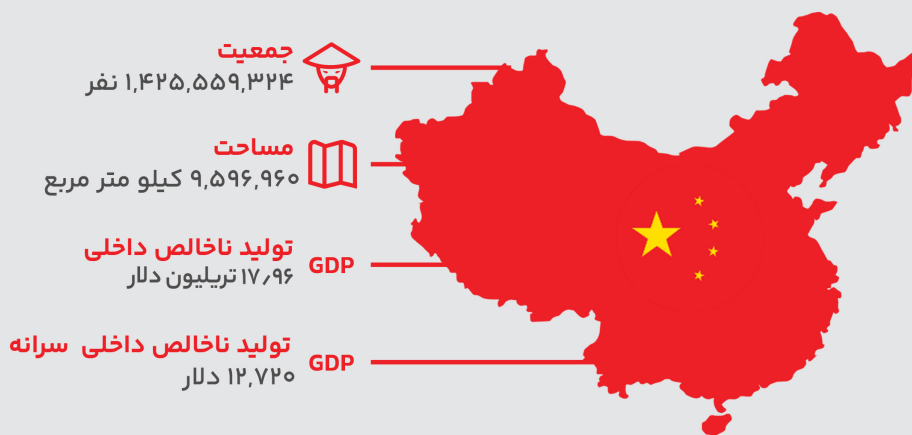 جمعیت
۱,۴۲۵,۵۵۹,۳۲۴ نفر
مساحت
۹,۵۹۶,۹۶۰ کیلو متر مربع
تولید ناخالص داخلی
GDP
۱۷٫۹۶ تریلیون دلار
تولید ناخالص داخلی سرانه
GDP
۱۲,۷۲۰ دلار